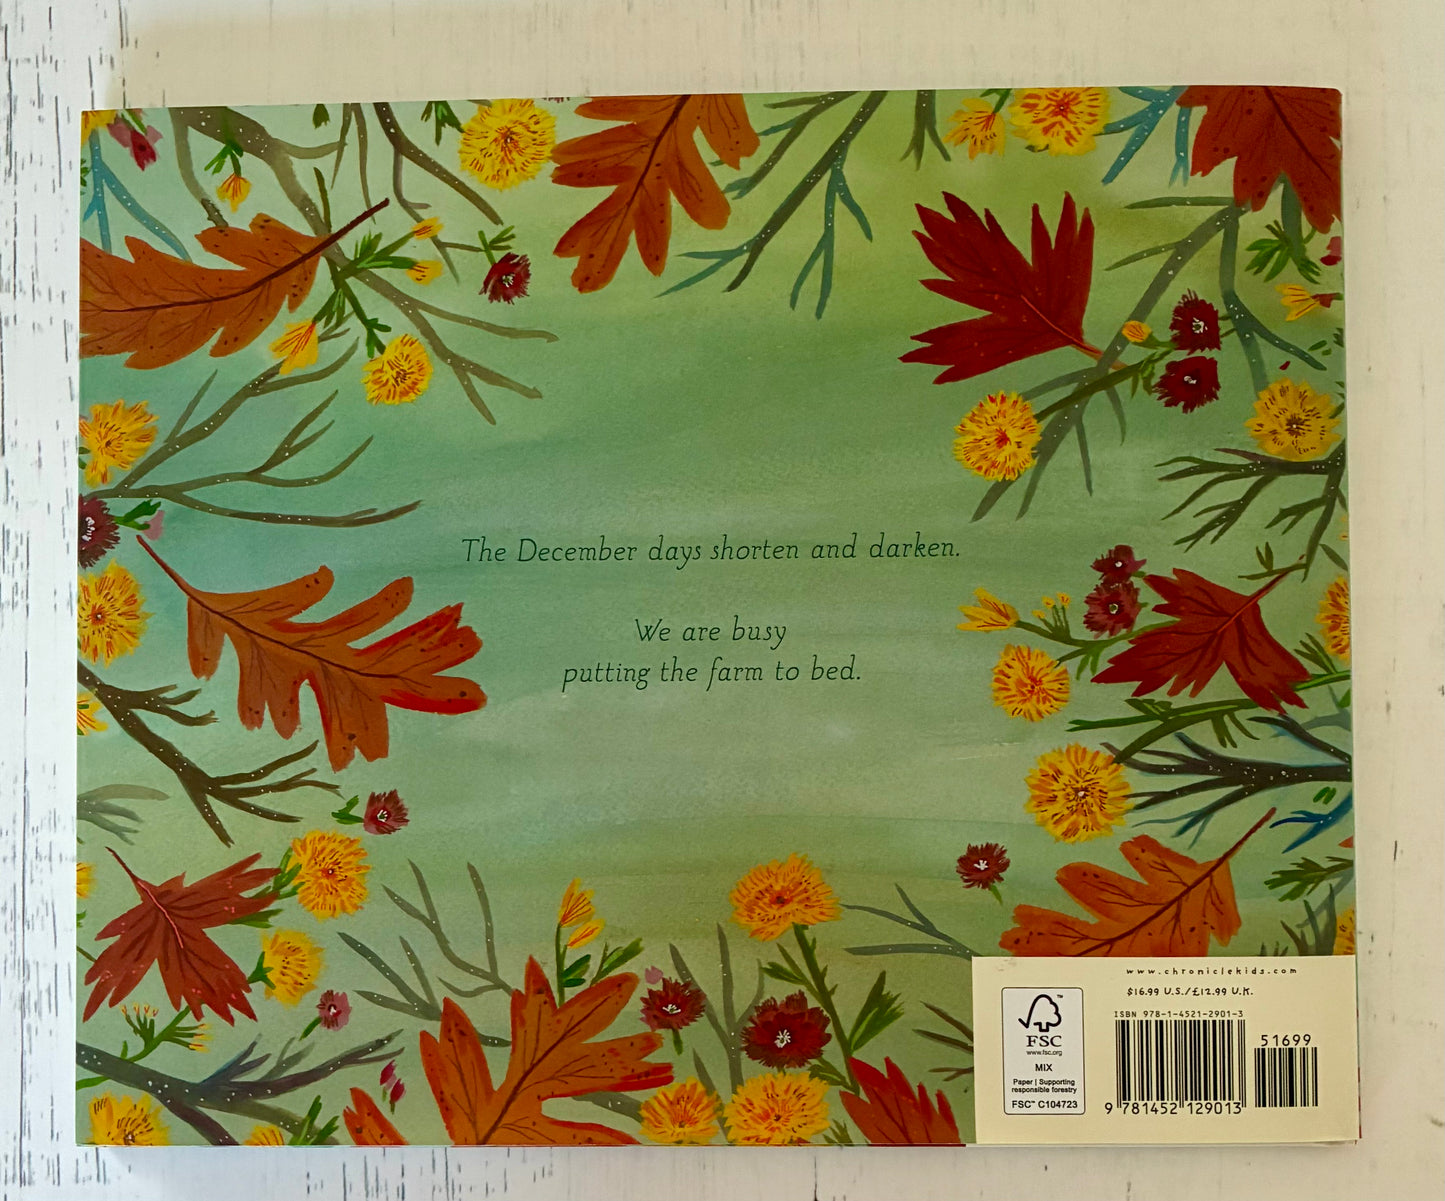 The December days shorten and darken.
We are busy
putting the farm to bed.
www.chroniclekids.com
$16.99 U.S./£12.99 U.K.
ISBN 978-1-4521-2901-3
51699
9 781452 129013
FSC
www.fsc.org
MIX
Paper | Supporting
responsible forestry
FSC™ C104723